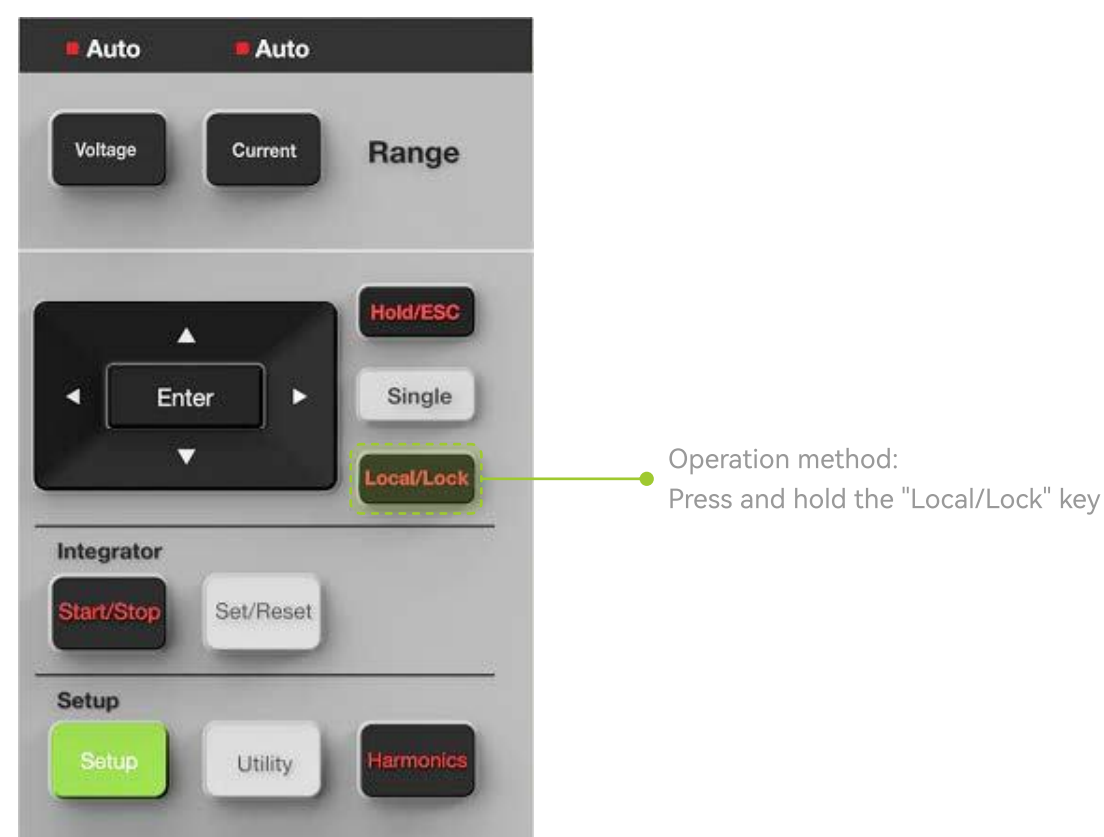 Auto
Auto
Voltage
Current
Range
Hold/ESC
Enter
Single
Local/Lock
Operation method:
Press and hold the "Local/Lock" key
Integrator
Start/Stop
Set/Reset
Setup
Setup
Utility
Harmonics